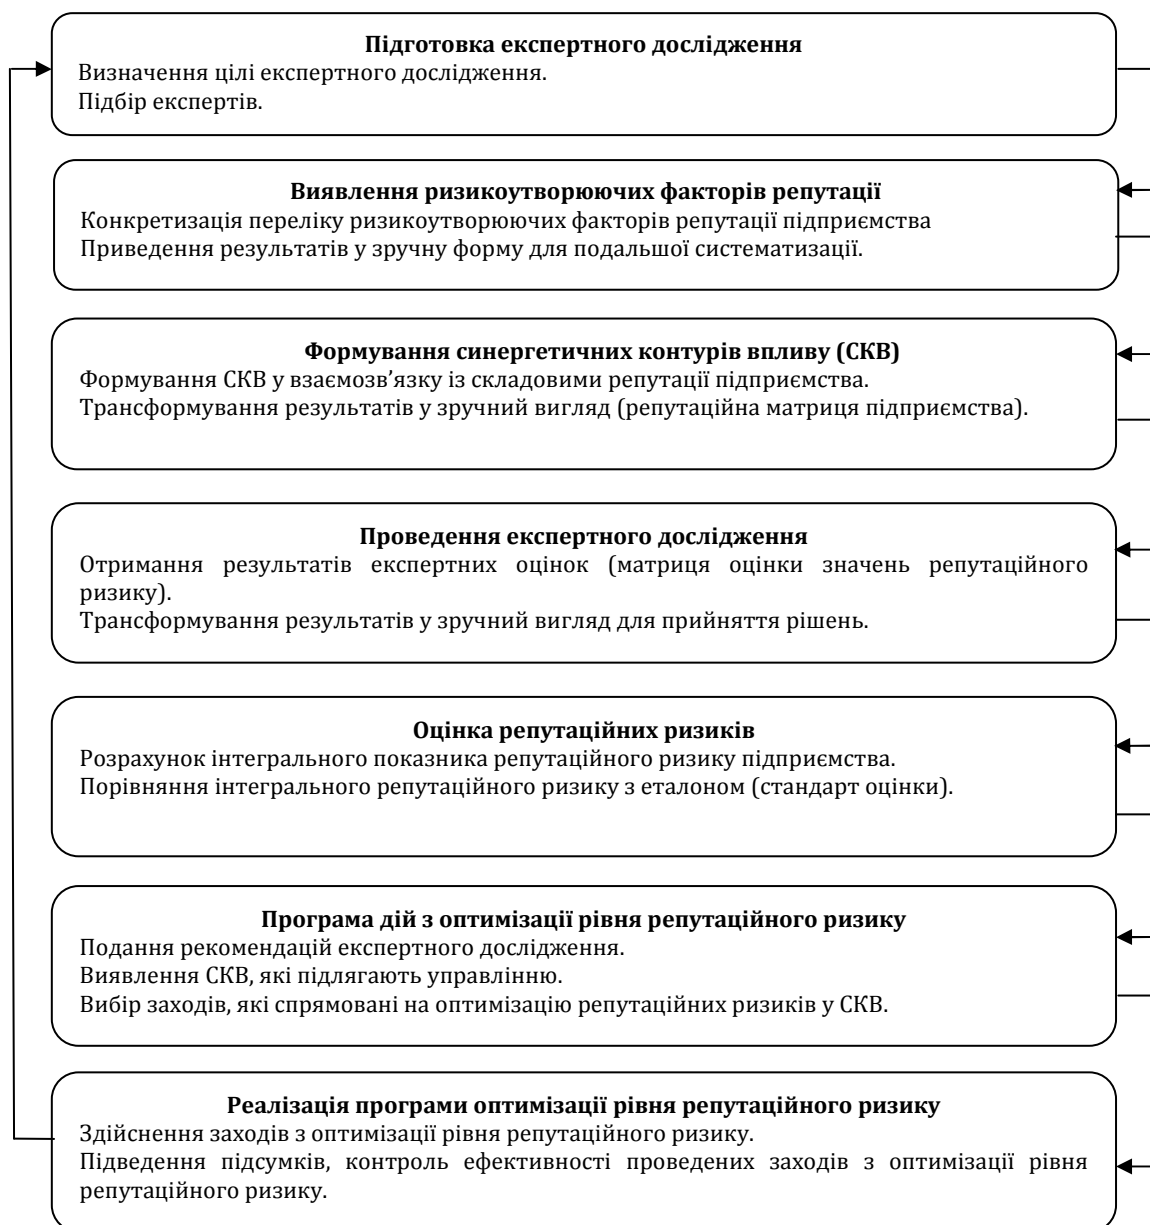 Підготовка експертного дослідження
Визначення цілі експертного дослідження.
Підбір експертів.
Виявлення ризикоутворюючих факторів репутації
Конкретизація переліку ризикоутворюючих факторів репутації підприємства
Приведення результатів у зручну форму для подальшої систематизації.
Формування синергетичних контурів впливу (СКВ)
Формування СКВ у взаємозв’язку із складовими репутації підприємства.
Трансформування результатів у зручний вигляд (репутаційна матриця підприємства).
Проведення експертного дослідження
Отримання результатів експертних оцінок (матриця оцінки значень репутаційного
ризику).
Трансформування результатів у зручний вигляд для прийняття рішень.
Оцінка репутаційних ризиків
Розрахунок інтегрального показника репутаційного ризику підприємства.
Порівняння інтегрального репутаційного ризику з еталоном (стандарт оцінки).
Програма дій з оптимізації рівня репутаційного ризику
Подання рекомендацій експертного дослідження.
Виявлення СКВ, які підлягають управлінню.
Вибір заходів, які спрямовані на оптимізацію репутаційних ризиків у СКВ.
Реалізація програми оптимізації рівня репутаційного ризику
Здійснення заходів з оптимізації рівня репутаційного ризику.
Підведення підсумків, контроль ефективності проведених заходів з оптимізації рівня
репутаційного ризику.